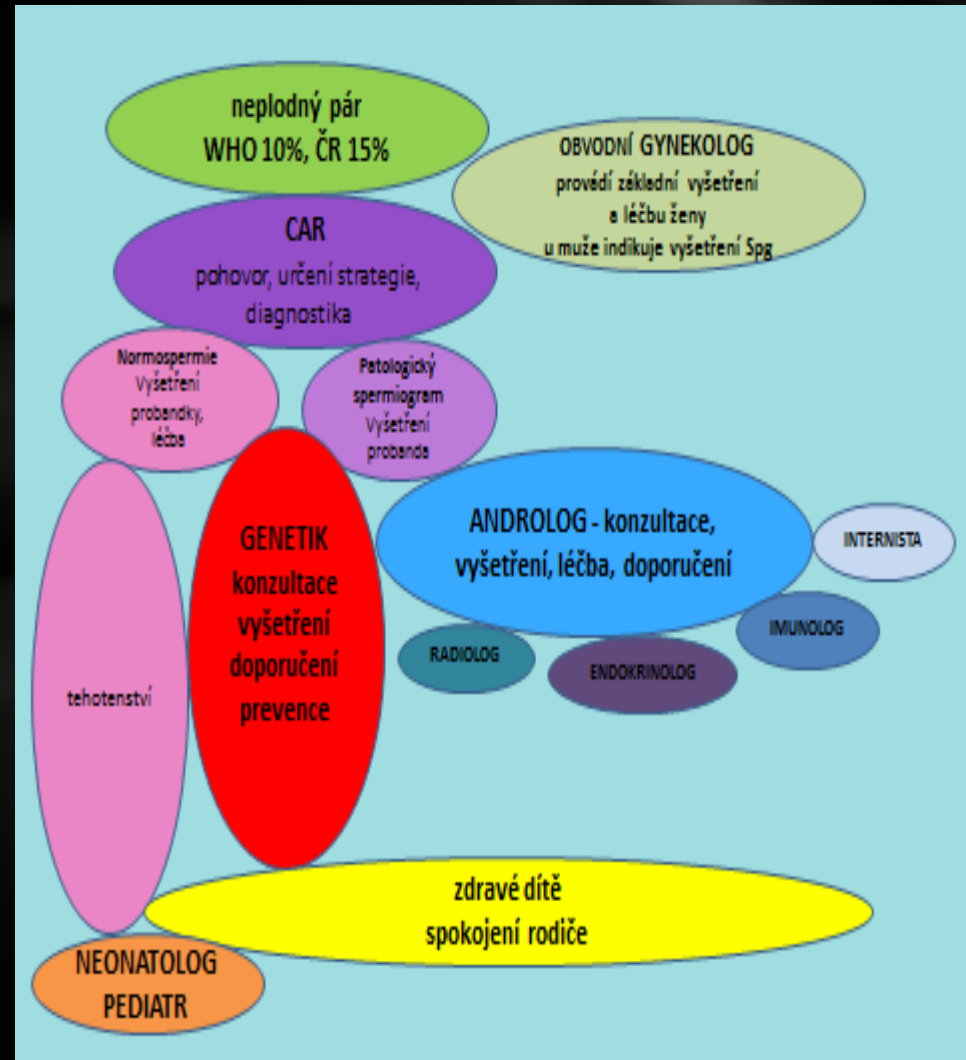 neplodný pár
WHO 10%, ČR 15%
OBVODNÍ GYNEKOLOG
provádí základní vyšetření
a léčbu ženy
u muže indikuje vyšetření Spg
CAR
pohovor, určení strategie,
diagnostika
Normospermie
Vyšetření
probandky,
léčba
Patologický
spermiogram
Vyšetření
probanda
GENETIK
konzultace
vyšetření
doporučení
prevence
ANDROLOG - konzultace,
vyšetření, léčba, doporučení
INTERNISTA
IMUNOLOG
RADIOLOG
ENDOKRINOLOG
tehotenství
zdravé dítě
spokojení rodiče
NEONATOLOG
PEDIATR